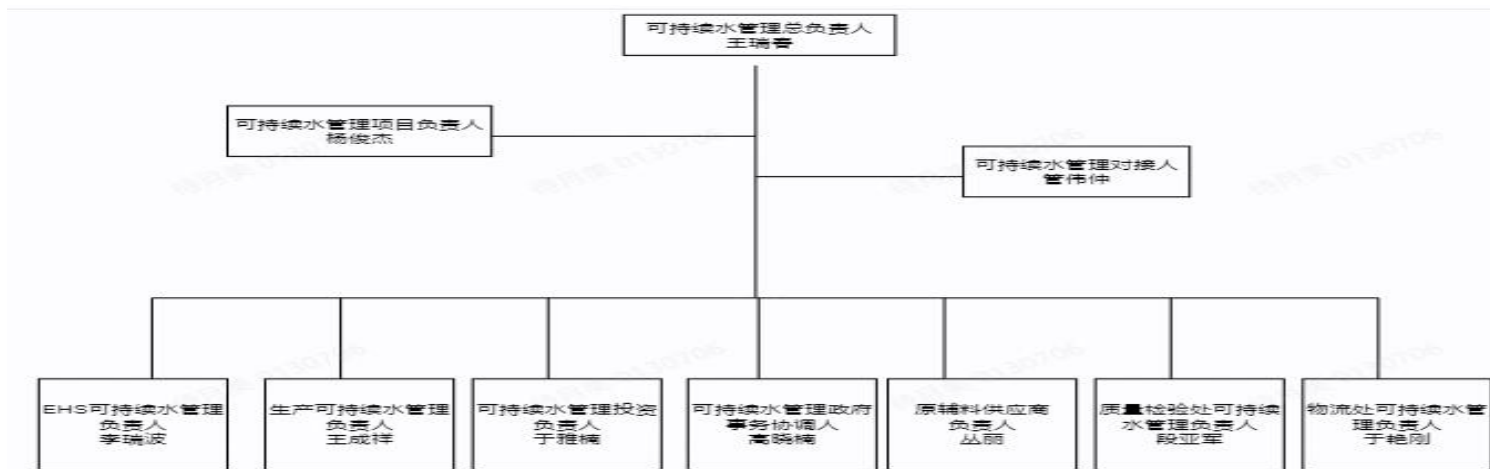 可持续水管理总负责人
王瑞春
可持续水管理项目负责人
杨俊杰
可持续水管理对接人
管伟仲
EHS可持续水管理
负责人
李瑞波
生产可持续水管理
负责人
王成祥
可持续水管理投资
负责人
于雅楠
可持续水管理政府
事务协调人
高晓楠
原辅料供应商
负责人
丛丽
质量检验处可持续
水管理负责人
段亚军
物流处可持续水管
理负责人
于艳刚
0130706
0130706
0130706
0130706
0130706